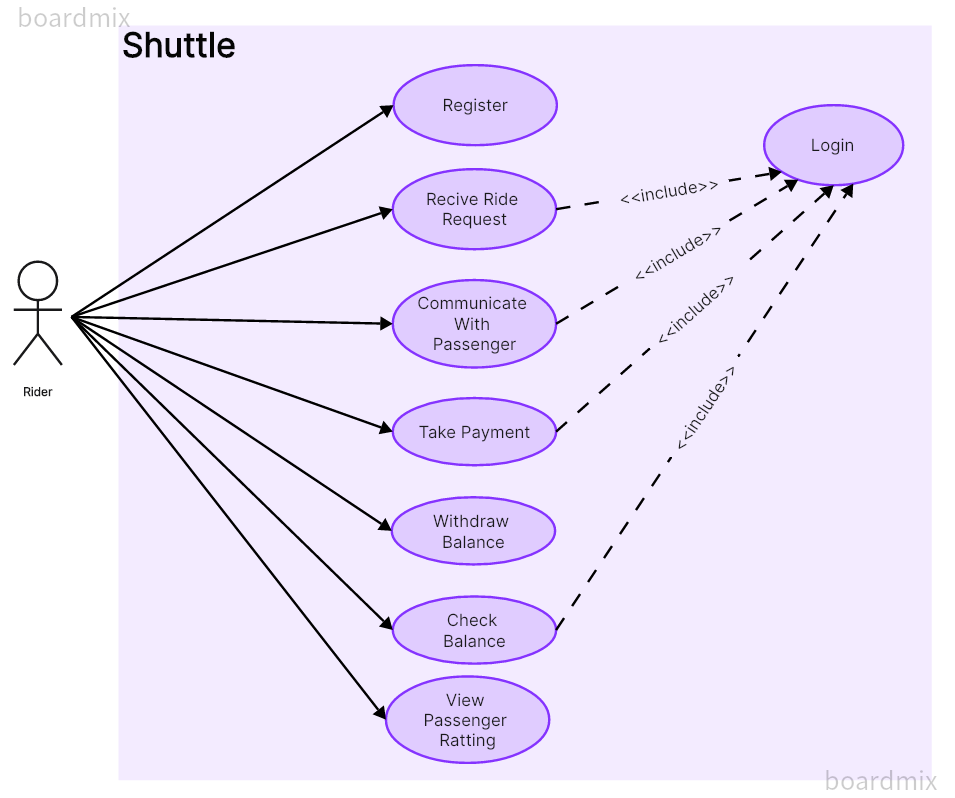 boardmix
Shuttle
Register
Login
Recive Ride
Request
<<include>>
<<include>>
Communicate
With
Passenger
<<include>>
Rider
Take Payment
<<include>>
Withdraw
Balance
Check
Balance
View
Passenger
Ratting
boardmix